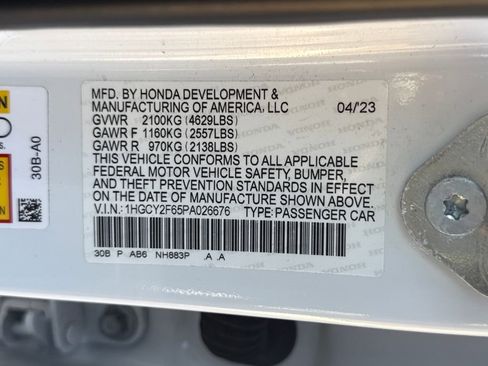 MFD. BY HONDA DEVELOPMENT &
MANUFACTURING OF AMERICA, LLC 04/'23
GVWR 2100KG (4629LBS)
GAWR F 1160KG (2557LBS)
GAWR R 970KG (2138LBS)
THIS VEHICLE CONFORMS TO ALL APPLICABLE
FEDERAL MOTOR VEHICLE SAFETY, BUMPER,
AND THEFT PREVENTION STANDARDS IN EFFECT
ON THE DATE OF MANUFACTURE SHOWN ABOVE.
V.I.N.: 1HGCY2F65PA026676 TYPE: PASSENGER CAR
30B P AB6 NH883P .A .A
30B-A0